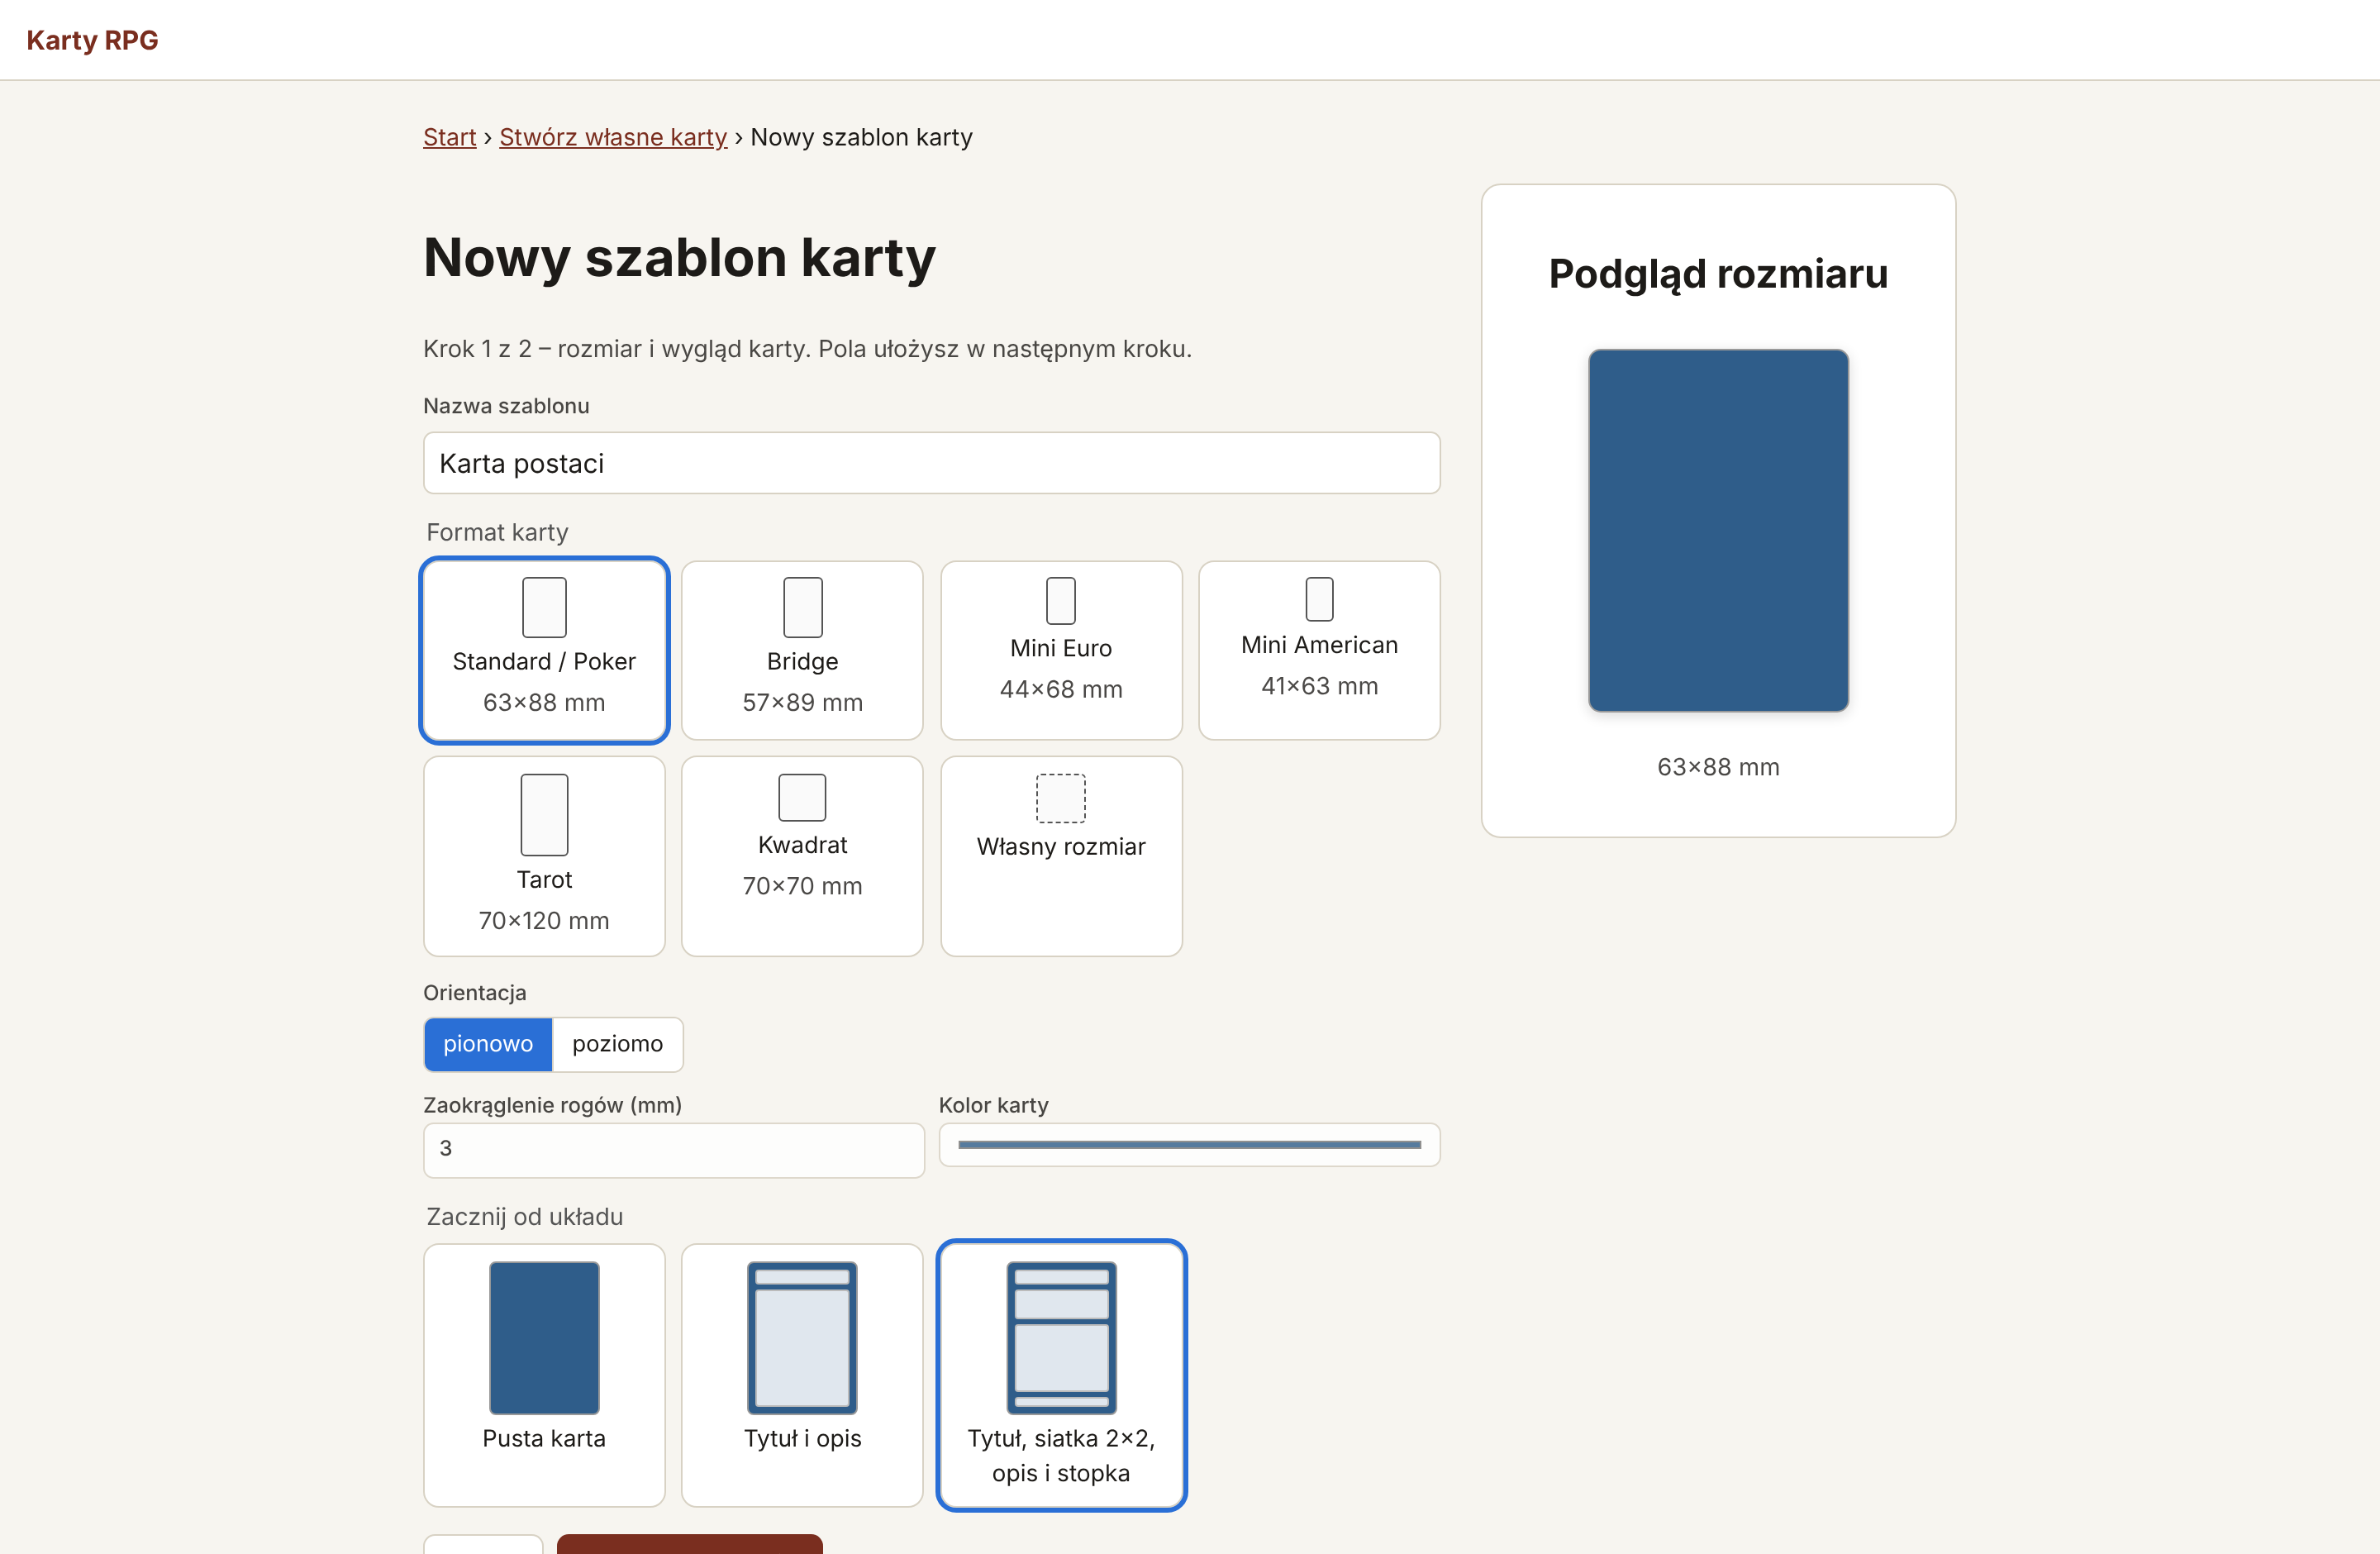 Karty RPG
Start › Stwórz własne karty › Nowy szablon karty
Nowy szablon karty
Krok 1 z 2 – rozmiar i wygląd karty. Pola ułożysz w następnym kroku.
Nazwa szablonu
Karta postaci
Format karty
Standard / Poker
63×88 mm
Bridge
57×89 mm
Mini Euro
44×68 mm
Mini American
41×63 mm
Tarot
70×120 mm
Kwadrat
70×70 mm
Własny rozmiar
Orientacja
pionowo
poziomo
Zaokrąglenie rogów (mm)
3
Kolor karty
Zacznij od układu
Pusta karta
Tytuł i opis
Tytuł, siatka 2×2,
opis i stopka
Podgląd rozmiaru
63×88 mm